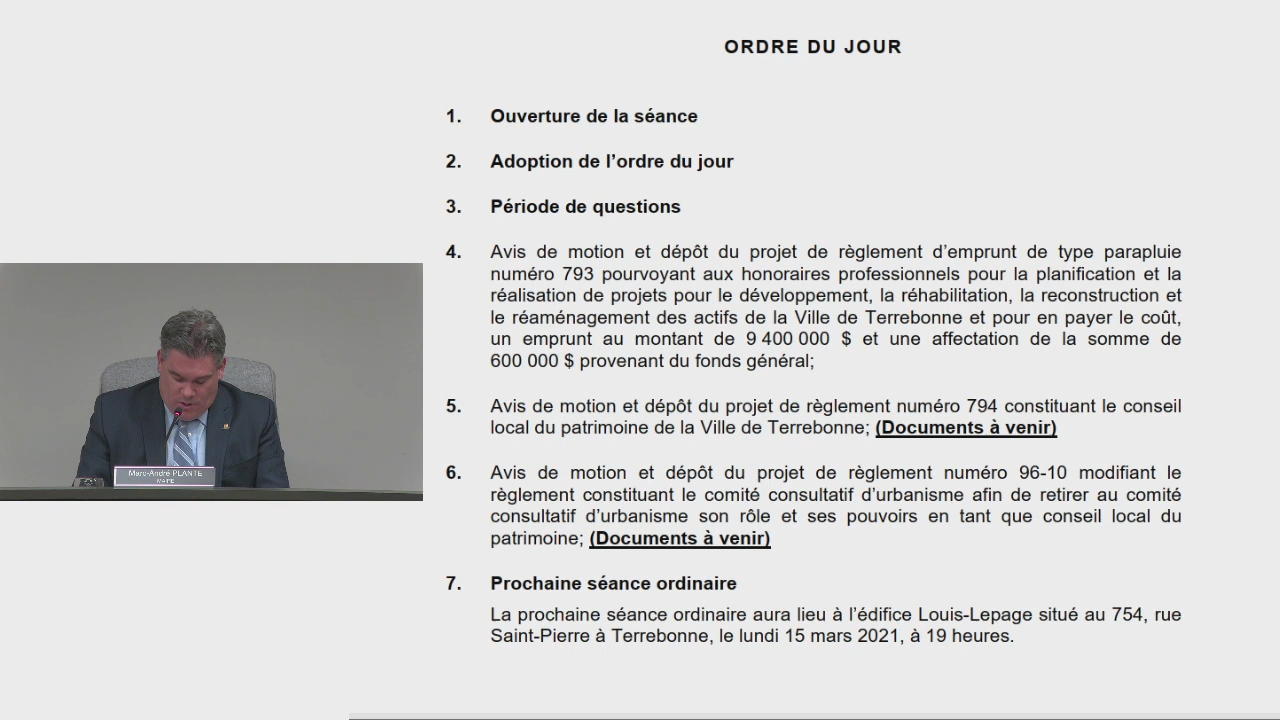 ORDRE DU JOUR
1. Ouverture de la séance
2. Adoption de l’ordre du jour
3. Période de questions
4. Avis de motion et dépôt du projet de règlement d’emprunt de type parapluie
numéro 793 pourvoyant aux honoraires professionnels pour la planification et la
réalisation de projets pour le développement, la réhabilitation, la reconstruction et
le réaménagement des actifs de la Ville de Terrebonne et pour en payer le coût,
un emprunt au montant de 9 400 000 $ et une affectation de la somme de
600 000 $ provenant du fonds général;
5. Avis de motion et dépôt du projet de règlement numéro 794 constituant le conseil
local du patrimoine de la Ville de Terrebonne; (Documents à venir)
6. Avis de motion et dépôt du projet de règlement numéro 96-10 modifiant le
règlement constituant le comité consultatif d’urbanisme afin de retirer au comité
consultatif d’urbanisme son rôle et ses pouvoirs en tant que conseil local du
patrimoine; (Documents à venir)
7. Prochaine séance ordinaire
La prochaine séance ordinaire aura lieu à l’édifice Louis-Lepage situé au 754, rue
Saint-Pierre à Terrebonne, le lundi 15 mars 2021, à 19 heures.
Marc-André PLANTE
MAIRE